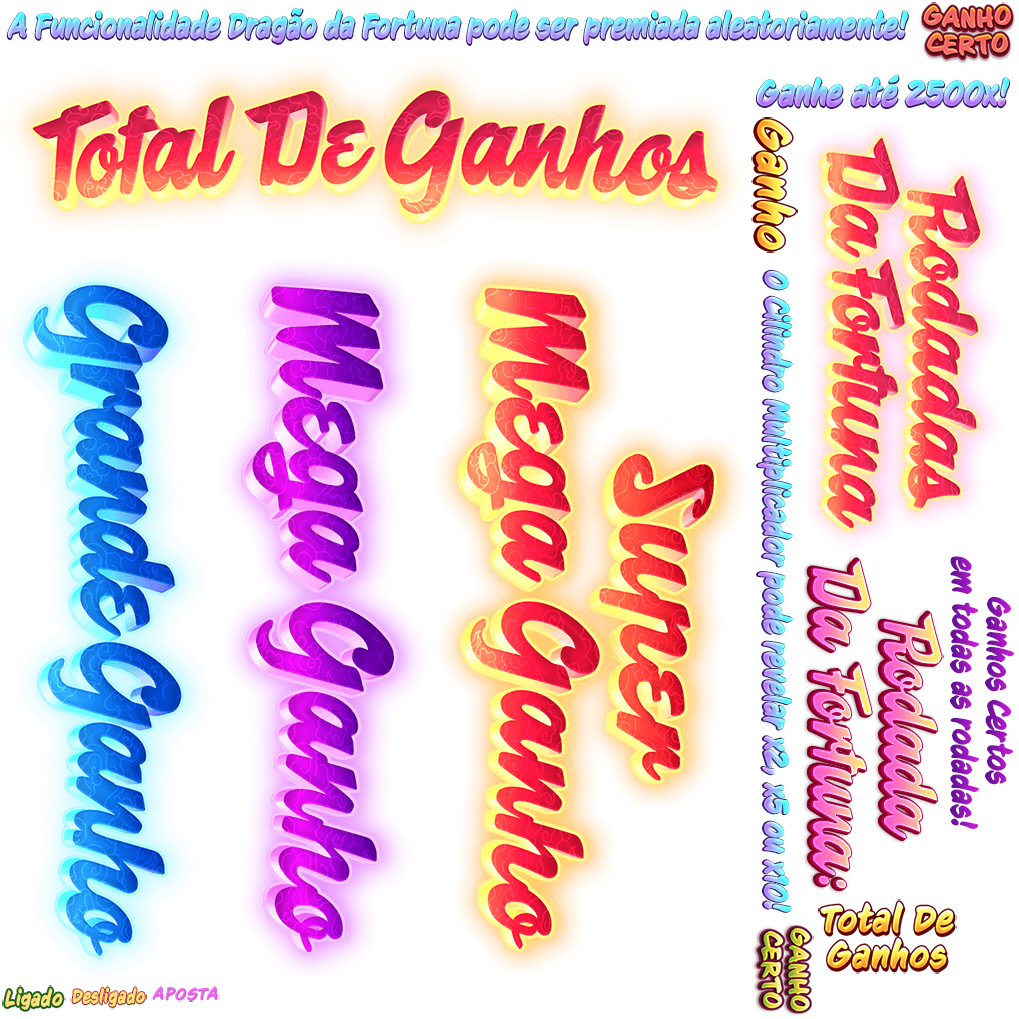 A Funcionalidade Dragão da Fortuna pode ser premiada aleatoriamente!
GANHO
CERTO
Total De Ganhos
Ganhe até 2500x!
Ganho
Rodadas
Da Fortuna
O Cilindro Multiplicador pode revelar x2, x5 ou x10!
Grande Ganho
Mega Ganho
Super
Mega Ganho
Ganhos Certos
em todas as rodadas!
Rodada
Da Fortuna:
Total De
Ganhos
GANHO
CERTO
Ligado
Desligado
APOSTA